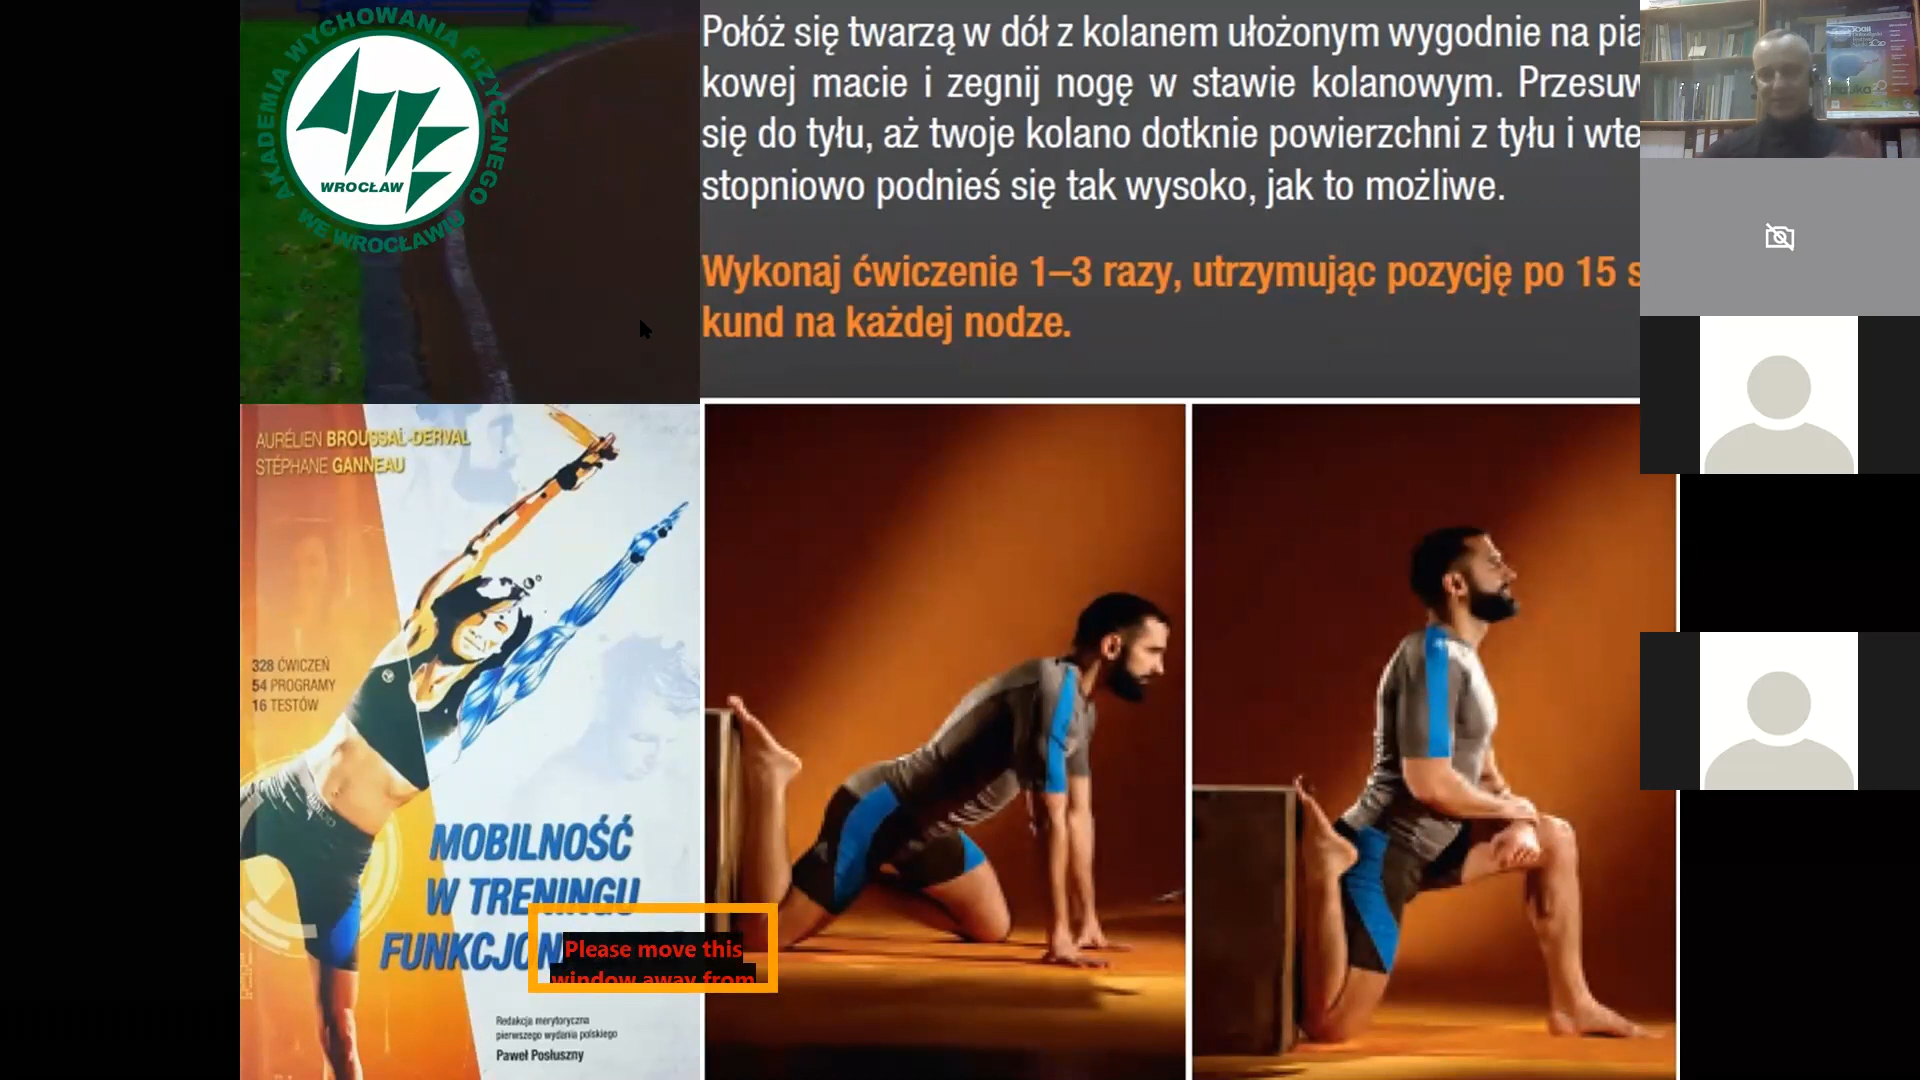 AKADEMIA WYCHOWANIA FIZYCZNEGO
WE WROCŁAWIU
WROCŁAW
Połóż się twarzą w dół z kolanem ułożonym wygodnie na pia
kowej macie i zegnij nogę w stawie kolanowym. Przesuw
się do tyłu, aż twoje kolano dotknie powierzchni z tyłu i wte
stopniowo podnieś się tak wysoko, jak to możliwe.
Wykonaj ćwiczenie 1–3 razy, utrzymując pozycję po 15 s
kund na każdej nodze.
AURÉLIEN BROUSSAL-DERVAL
STÉPHANE GANNEAU
328 ĆWICZEŃ
54 PROGRAMY
16 TESTÓW
MOBILNOŚĆ
W TRENINGU
FUNKCJON
Please move this
window away from
Redakcja merytoryczna
pierwszego wydania polskiego
Paweł Posłuszny